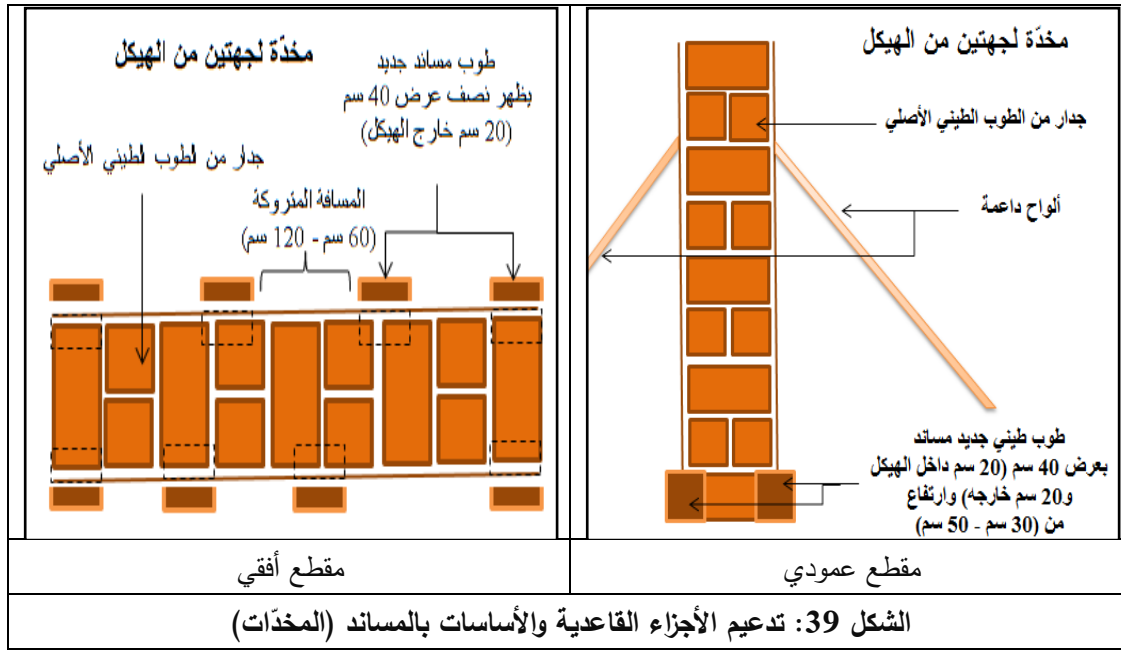 مخدّة لجهتين من الهيكل
جدار من الطوب الطيني الأصلي
ألواح داعمة
طوب طيني جديد مساند
بعرض 40 سم (20 سم داخل الهيكل
و20 سم خارجه) وارتفاع
من (30 سم - 50 سم)
مقطع عمودي
مخدّة لجهتين من الهيكل
طوب مساند جديد
يظهر نصف عرض 40 سم
(20 سم خارج الهيكل)
جدار من الطوب الطيني الأصلي
المسافة المتروكة
(60 سم - 120 سم)
مقطع أفقي
الشكل 39: تدعيم الأجزاء القاعدية والأساسات بالمساند (المخدّات)